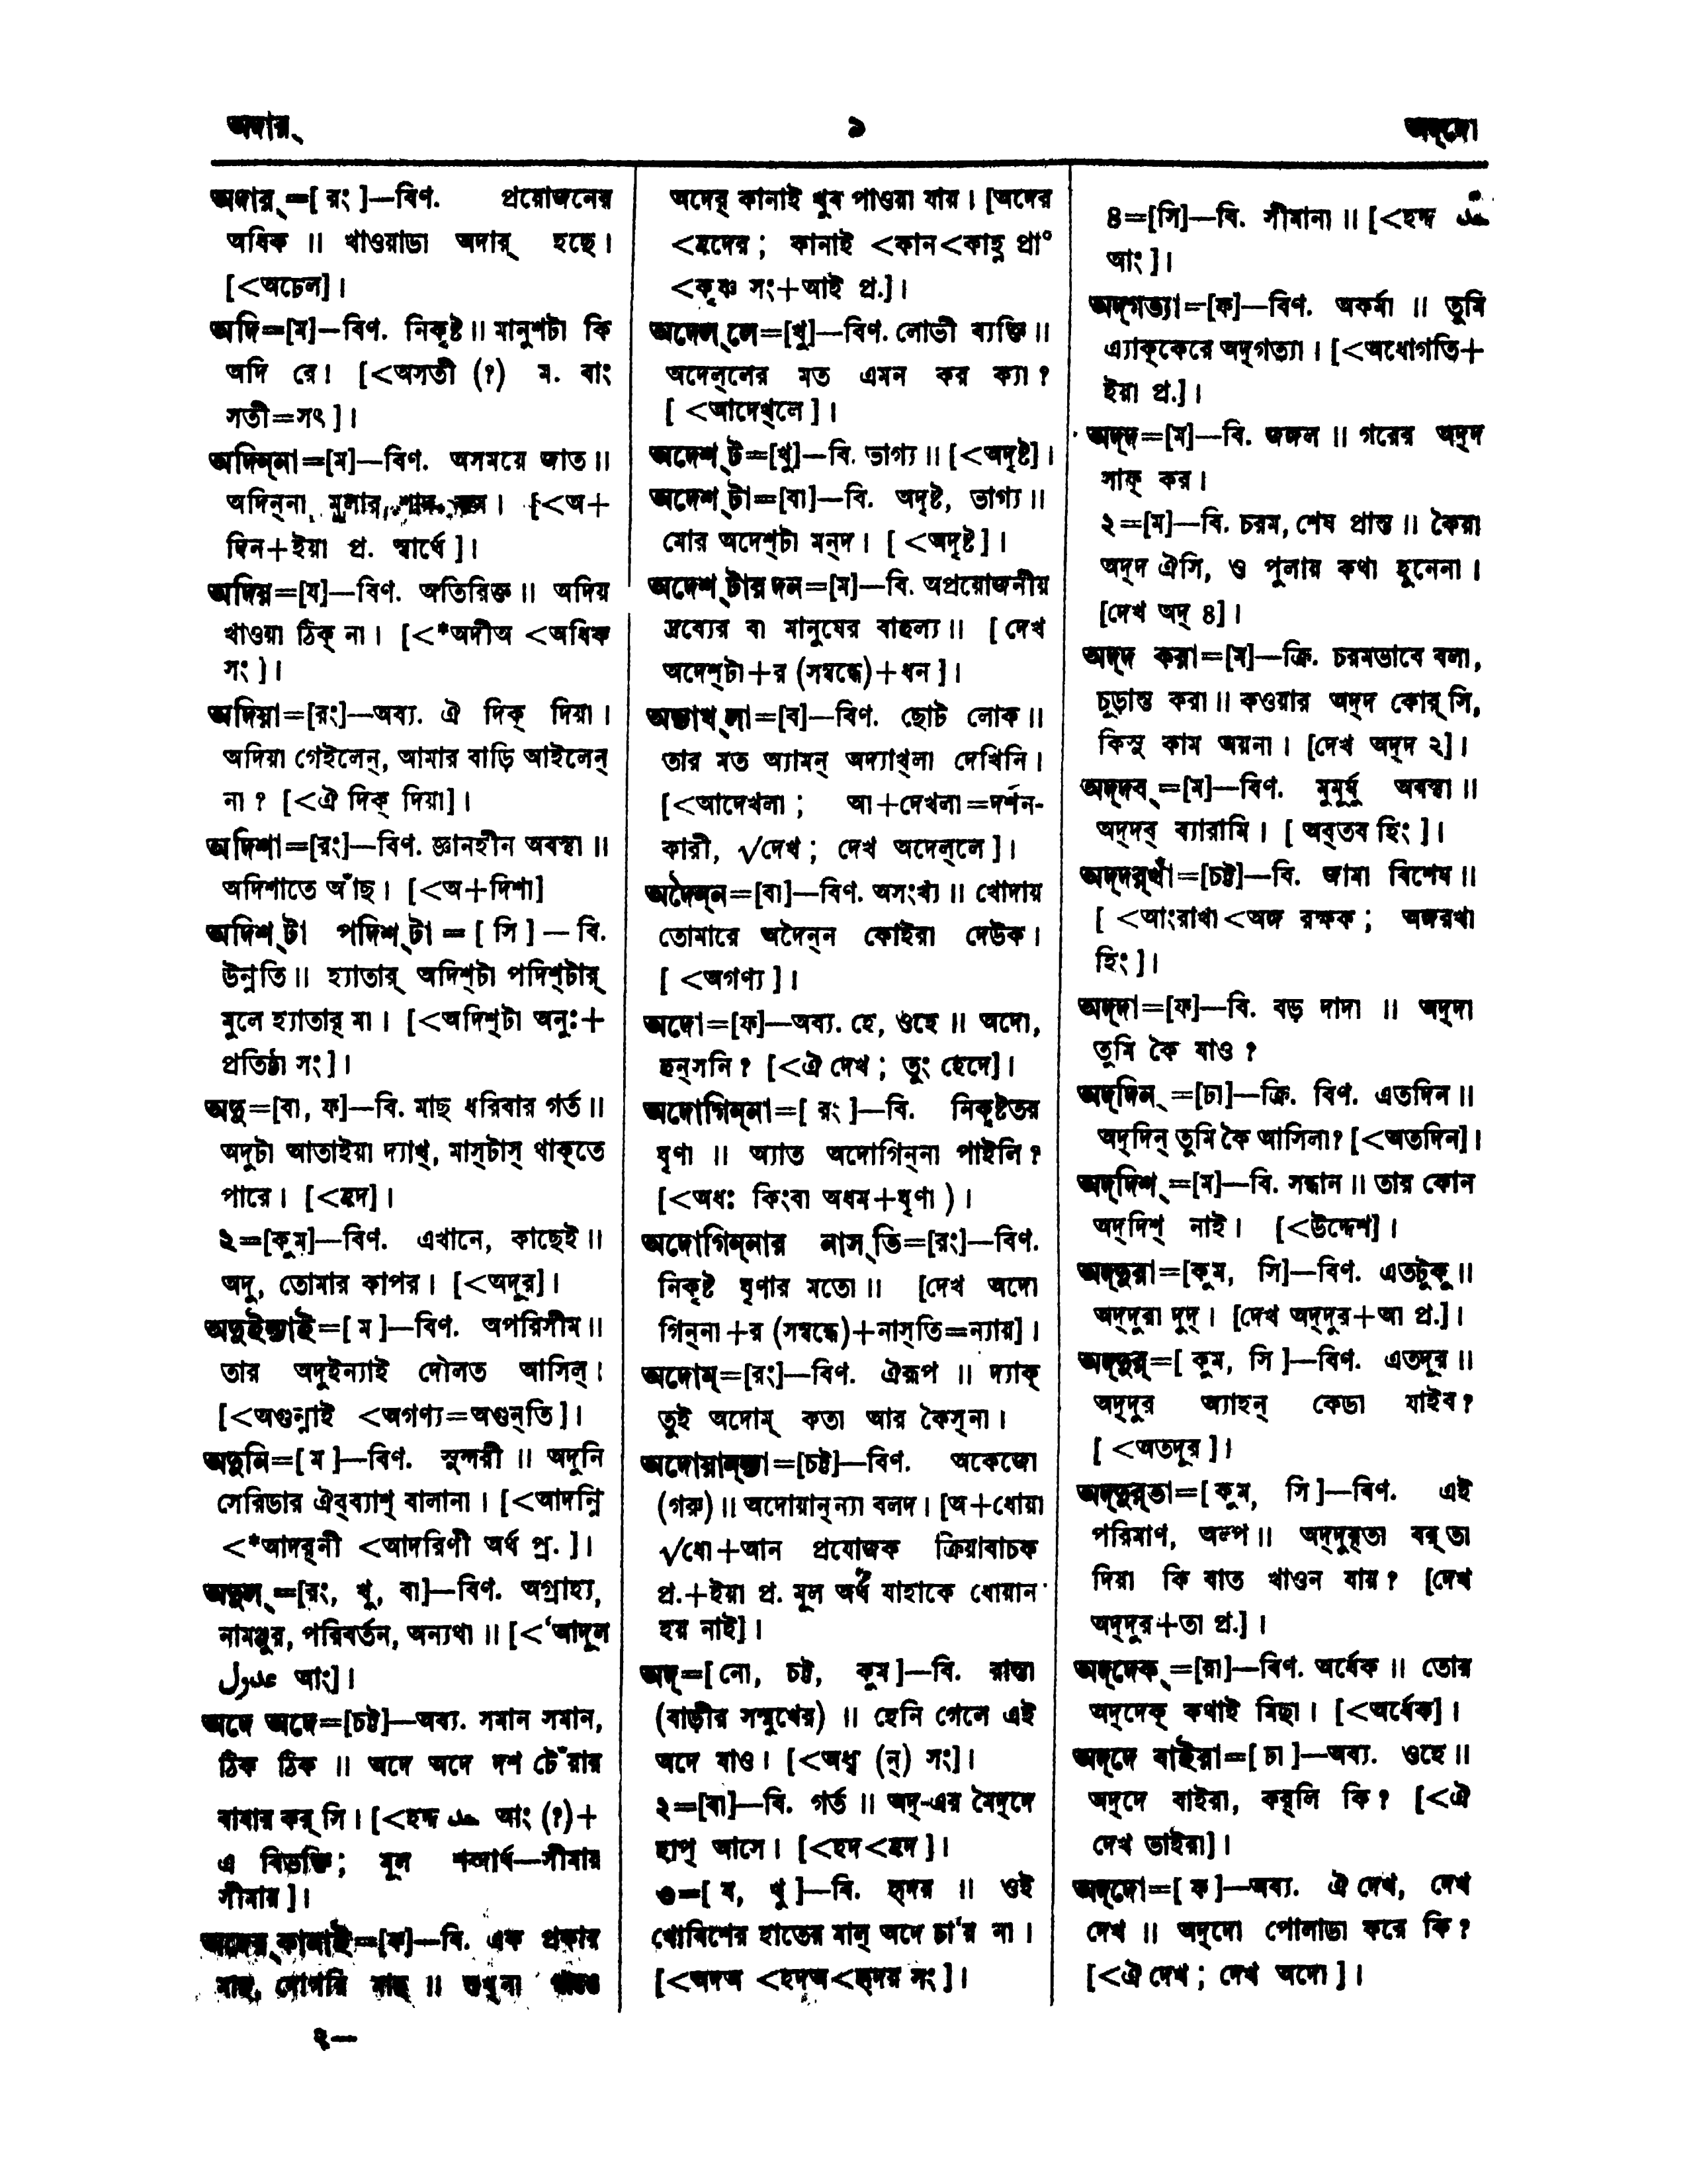 অদার্
৯
অদ্‌দো
অদার্=[ রং ]—বিণ. প্রয়োজনের
অধিক ॥ খাওয়াডা অদার্ হছে।
[<অঢেল]।
অদি=[ম]—বিণ. নিকৃষ্ট॥ মানুশটা কি
অদি রে! [<অসতী (?) ম. বাং
সতী=সৎ ]।
অদিন্‌না=[ম]—বিণ. অসময়ে জাত॥
অদিন্‌না মুলার, । [<অ+
দিন+ইয়া প্র. স্বার্থে ]।
অদিয়=[য]—বিণ. অতিরিক্ত॥ অদিয়
খাওয়া ঠিক্ না। [<*অদীঅ <অধিক
সং ]।
অদিয়া=[রং]—অব্য. ঐ দিক্ দিয়া।
অদিয়া গেইলেন্, আমার বাড়ি আইলেন্
না? [<ঐ দিক্ দিয়া]।
অদিশা=[রং]—বিণ. জ্ঞানহীন অবস্থা॥
অদিশাতে আঁছ। [<অ+দিশা]
অদিশ্‌টা পদিশ্‌টা=[ সি ]—বি.
উন্নতি॥ হ্যাতার্ অদিশ্‌টা পদিশ্‌টার্
মুলে হ্যাতার্ মা। [<অদিশ্‌টা অনুঃ+
প্রতিষ্ঠা সং]।
অদু=[বা, ফ]—বি. মাছ ধরিবার গর্ত॥
অদুটা আতাইয়া দ্যাখ্, মাস্‌টাস্ থাক্‌তে
পারে। [<হ্রদ]।
২=[কুম]—বিণ. এখানে, কাছেই॥
অদু, তোমার কাপর। [<অদূর]।
অদুইন্যাই=[ ম ]—বিণ. অপরিসীম॥
তার অদুইন্যাই দৌলত আসিল্।
[<অগুন্নাই <অগণ্য=অগুন্‌তি]।
অদুনি=[ ম ]—বিণ. সুন্দরী ॥ অদুনি
সেরিডার ঐব্‌ব্যাশ্ বালানা। [<আদন্নি
<*আদর্‌নী <আদরিণী অর্থ প্র. ]।
অদুল্=[রং, খু, বা]—বিণ. অগ্রাহ্য,
নামঞ্জুর, পরিবর্তন, অন্যথা॥ [<‘আদূল
عدول আং]।
অদে অদে=[চট্ট]—অব্য. সমান সমান,
ঠিক ঠিক ॥ অদে অদে দশ টেঁয়ার
বাবার কর্‌সি। [<হদ্দ حد আং (?)+
এ বিভক্তি; মূল শব্দার্থ—সীমায়
সীমায় ]।
অদের্ কানাই=[ফ]—বি. এক প্রকার
মাছ, মাছ্ ॥
২—
অদের্ কানাই খুব পাওয়া যায়। [অদের
<হ্রদের; কানাই <কান<কাহ্ণ প্রা°
<কৃষ্ণ সং+আই প্র.]।
অদেল্‌লে=[খু]—বিণ. লোভী ব্যক্তি॥
অদেল্‌লের মত এমন কর ক্যা?
[ <আদেখ্‌লে ]।
অদেশ্‌ট=[খু]—বি. ভাগ্য॥ [<অদৃষ্ট]।
অদেশ্‌টা=[বা]—বি. অদৃষ্ট, ভাগ্য॥
মোর অদেশ্‌টা মন্‌দ। [ <অদৃষ্ট]।
অদেশ্‌টার দন=[ম]—বি. অপ্রয়োজনীয়
দ্রব্যের বা মানুষের বাহুল্য॥ [ দেখ
অদেশ্‌টা+র (সম্বন্ধে)+ধন ]।
অদ্যাখ্‌লা=[ব]—বিণ. ছোট লোক॥
তার মত অ্যামন্ অদ্যাখ্‌লা দেখিনি।
[<আদেখলা; আ+দেখলা=দর্শন-
কারী, √দেখ; দেখ অদেল্‌লে]।
অদৈন্‌ন=[বা]—বিণ. অসংখ্য॥ খোদায়
তোমারে অদৈন্‌ন কোইরা দেউক।
[ <অগণ্য ]।
অদো=[ফ]—অব্য. হে, ওহে ॥ অদো,
হুন্‌সনি? [<ঐ দেখ; তুং হেদে]।
অদোগিন্‌না=[ রং ]—বি. নিকৃষ্টতর
ঘৃণা ॥ অ্যাত অদোগিন্‌না পাইনি?
[<অধঃ কিংবা অধম+ঘৃণা )।
অদোগিন্‌নার নাস্‌তি=[রং]—বিণ.
নিকৃষ্ট ঘৃণার মতো॥ [দেখ অদো
গিন্‌না+র (সম্বন্ধে)+নাস্‌তি=ন্যায়]।
অদোম্=[রং]—বিণ. ঐরূপ ॥ দ্যাক্
তুই অদোম্ কতা আর কৈস্‌না।
অদোয়ান্‌ন্যা=[চট্ট]—বিণ. অকেজো
(গরু)॥ অদোয়ান্‌ন্যা বলদ। [অ+ধোয়া
√ধো+আন প্রযোজক ক্রিয়াবাচক
প্র.+ইয়া প্র. মূল অর্থ যাহাকে ধোয়ান
হয় নাই]।
অদ্=[ নো, চট্ট, কুম ]—বি. রাস্তা
(বাড়ীর সম্মুখের) ॥ হেনি গেলে এই
অদে যাও। [<অধ্ব (ন্) সং]।
২=[বা]—বি. গর্ত ॥ অদ্-এর মৈদ্‌দে
হাপ্ আসে। [<হদ<হ্রদ]।
৩=[ য, খু ]—বি. হৃদয় ॥ ওই
খোবিশের হাতের মাল্ অদে চা'য় না।
[<অদঅ <হদঅ<হৃদয় সং ]।
৪=[সি]—বি. সীমানা॥ [<হদ্দ حدّ
আং ]।
অদ্‌গত্যা=[ফ]—বিণ. অকর্মা ॥ তুমি
এ্যাক্‌কেরে অদ্‌গত্যা। [<অধোগতি+
ইয়া প্র.]।
অদ্‌দ=[ম]—বি. জঙ্গল ॥ গরের অদ্‌দ
সাফ্ কর।
২=[ম]—বি. চরম, শেষ প্রান্ত॥ কৈয়া
অদ্‌দ ঐসি, ও পুলায় কথা হুনেনা।
[দেখ অদ্ ৪]।
অদ্‌দ করা=[ম]—ক্রি. চরমভাবে বলা,
চূড়ান্ত করা॥ কওয়ার অদ্‌দ কোর্‌সি,
কিন্তু কাম অয়না। [দেখ অদ্‌দ ২]।
অদ্‌দব্=[ম]—বিণ. মুমূর্ষু অবস্থা॥
অদ্‌দব্ ব্যারামি। [ অব্‌তব হিং ]।
অদ্‌দর্‌খাঁ=[চট্ট]—বি. জামা বিশেষ॥
[ <আংরাখা<অঙ্গ রক্ষক; অঙ্গরখা
হিং ]।
অদ্‌দা=[ফ]—বি. বড় দাদা ॥ অদ্‌দা
তুমি কৈ যাও?
অদ্‌দিন্=[ঢা]—ক্রি. বিণ. এতদিন॥
অদ্‌দিন্ তুমি কৈ আসিলা? [<অতদিন]।
অদ্‌দিশ্=[ম]—বি. সন্ধান॥ তার কোন
অদ্‌দিশ্ নাই। [<উদ্দেশ]।
অদ্‌দুরা=[কুম, সি]—বিণ. এতটুকু॥
অদ্‌দুরা দুদ্। [দেখ অদ্‌দুর+আ প্র.]।
অদ্‌দুর্=[ কুম, সি ]—বিণ. এতদূর॥
অদ্‌দুর অ্যাহন্ কেডা যাইব?
[ <অতদূর ]।
অদ্‌দুর্‌তা=[কুম, সি]—বিণ. এই
পরিমাণ, অল্প॥ অদ্‌দুর্‌তা বর্‌তা
দিয়া কি বাত খাওন যায়? [দেখ
অদ্‌দুর+তা প্র.]।
অদ্‌দেক্=[রা]—বিণ. অর্ধেক॥ তোর
অদ্‌দেক্ কথাই মিছা। [<অর্ধেক]।
অদ্‌দে বাইরা=[ ঢা ]—অব্য. ওহে॥
অদ্‌দে বাইরা, কর্‌লি কি? [<ঐ
দেখ ভাইরা]।
অদ্‌দো=[ ফ ]—অব্য. ঐ দেখ, দেখ
দেখ ॥ অদ্‌দো পোলাডা করে কি?
[<ঐ দেখ; দেখ অদো ]।